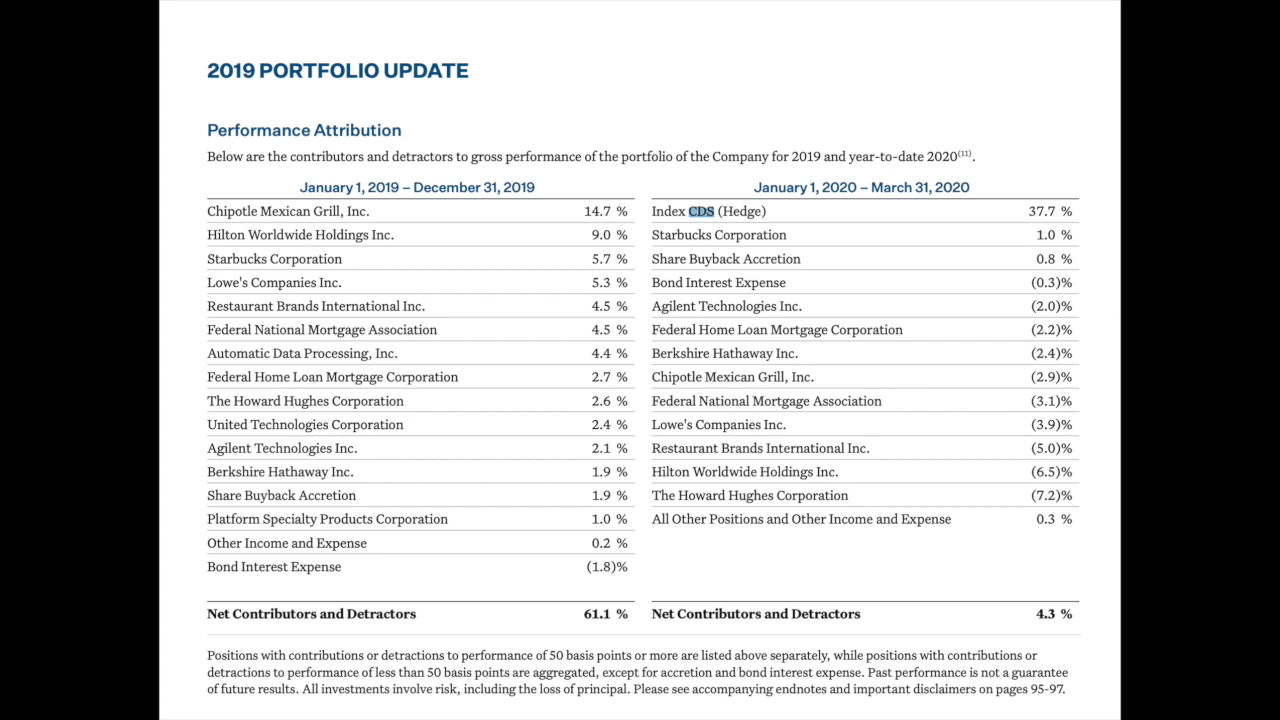 2019 PORTFOLIO UPDATE
Performance Attribution
Below are the contributors and detractors to gross performance of the portfolio of the Company for 2019 and year-to-date 2020(11).
January 1, 2019 – December 31, 2019
Chipotle Mexican Grill, Inc. 14.7 %
Hilton Worldwide Holdings Inc. 9.0 %
Starbucks Corporation 5.7 %
Lowe's Companies Inc. 5.3 %
Restaurant Brands International Inc. 4.5 %
Federal National Mortgage Association 4.5 %
Automatic Data Processing, Inc. 4.4 %
Federal Home Loan Mortgage Corporation 2.7 %
The Howard Hughes Corporation 2.6 %
United Technologies Corporation 2.4 %
Agilent Technologies Inc. 2.1 %
Berkshire Hathaway Inc. 1.9 %
Share Buyback Accretion 1.9 %
Platform Specialty Products Corporation 1.0 %
Other Income and Expense 0.2 %
Bond Interest Expense (1.8)%
Net Contributors and Detractors 61.1 %
January 1, 2020 – March 31, 2020
Index CDS (Hedge) 37.7 %
Starbucks Corporation 1.0 %
Share Buyback Accretion 0.8 %
Bond Interest Expense (0.3)%
Agilent Technologies Inc. (2.0)%
Federal Home Loan Mortgage Corporation (2.2)%
Berkshire Hathaway Inc. (2.4)%
Chipotle Mexican Grill, Inc. (2.9)%
Federal National Mortgage Association (3.1)%
Lowe's Companies Inc. (3.9)%
Restaurant Brands International Inc. (5.0)%
Hilton Worldwide Holdings Inc. (6.5)%
The Howard Hughes Corporation (7.2)%
All Other Positions and Other Income and Expense 0.3 %
Net Contributors and Detractors 4.3 %
Positions with contributions or detractions to performance of 50 basis points or more are listed above separately, while positions with contributions or
detractions to performance of less than 50 basis points are aggregated, except for accretion and bond interest expense. Past performance is not a guarantee
of future results. All investments involve risk, including the loss of principal. Please see accompanying endnotes and important disclaimers on pages 95-97.